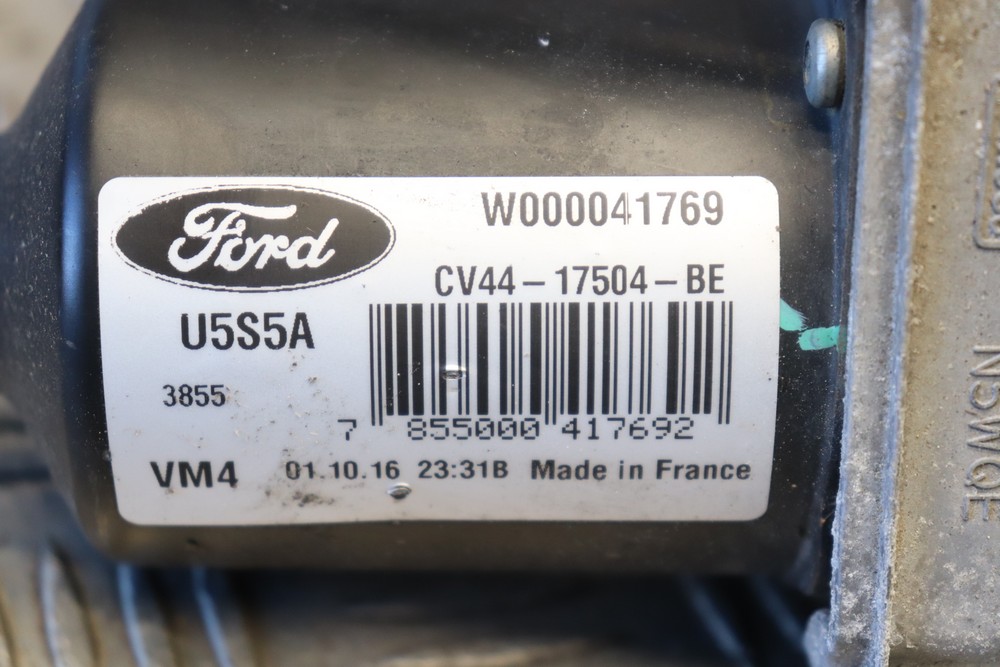 Ford
W000041769
CV44-17504-BE
U5S5A
3855
7 855000 417692
VM4 01.10.16 23:31B Made in France